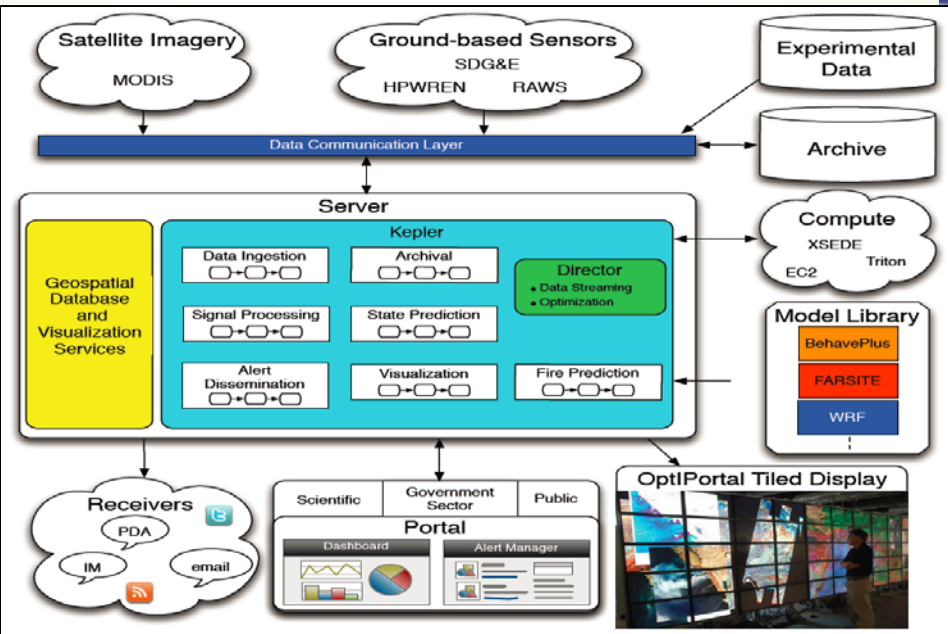 Satellite Imagery
MODIS
Ground-based Sensors
SDG&E
HPWREN RAWS
Experimental
Data
Data Communication Layer
Archive
Server
Geospatial
Database
and
Visualization
Services
Kepler
Data Ingestion
Archival
Signal Processing
State Prediction
Alert
Dissemination
Visualization
Fire Prediction
Director
• Data Streaming
• Optimization
Compute
XSEDE
EC2 Triton
Model Library
BehavePlus
FARSITE
WRF
Receivers
PDA
IM
email
Scientific
Government
Sector
Public
Portal
Dashboard
Alert Manager
OptIPortal Tiled Display